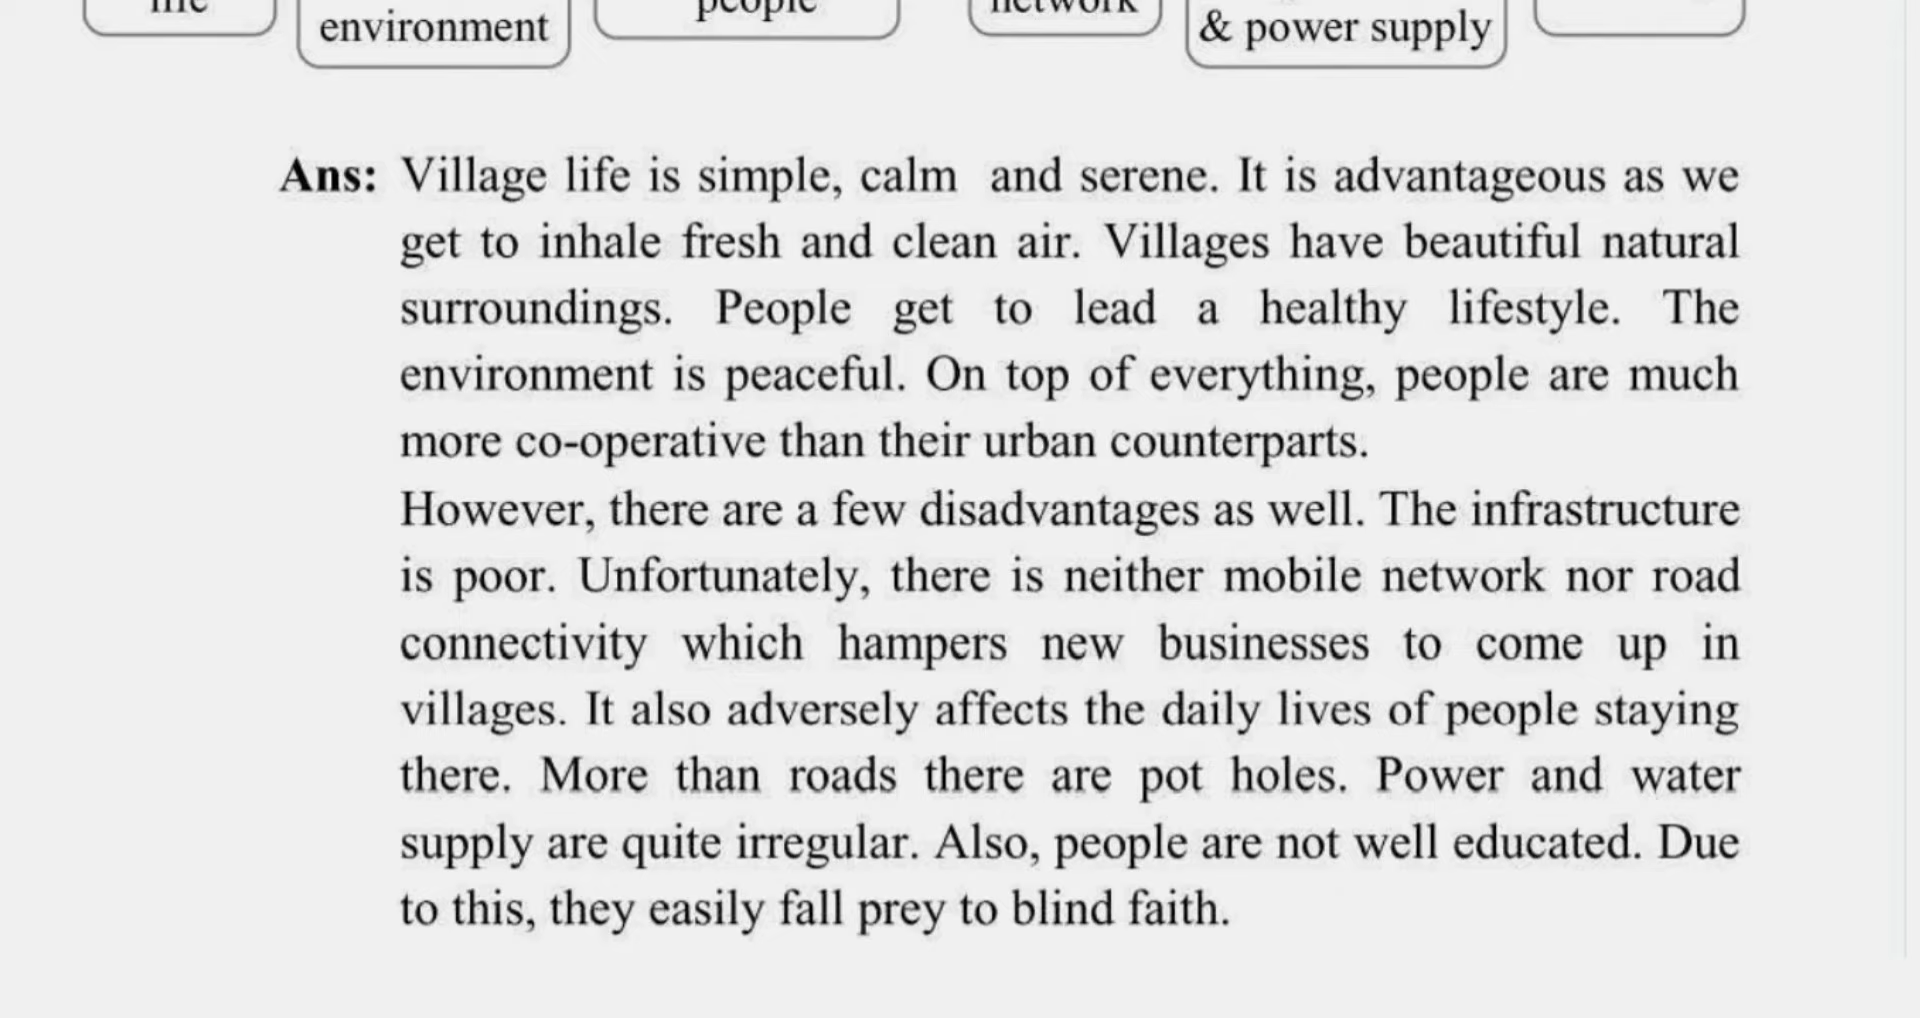 environment
people
network
& power supply
Ans: Village life is simple, calm and serene. It is advantageous as we
get to inhale fresh and clean air. Villages have beautiful natural
surroundings. People get to lead a healthy lifestyle. The
environment is peaceful. On top of everything, people are much
more co-operative than their urban counterparts.
However, there are a few disadvantages as well. The infrastructure
is poor. Unfortunately, there is neither mobile network nor road
connectivity which hampers new businesses to come up in
villages. It also adversely affects the daily lives of people staying
there. More than roads there are pot holes. Power and water
supply are quite irregular. Also, people are not well educated. Due
to this, they easily fall prey to blind faith.